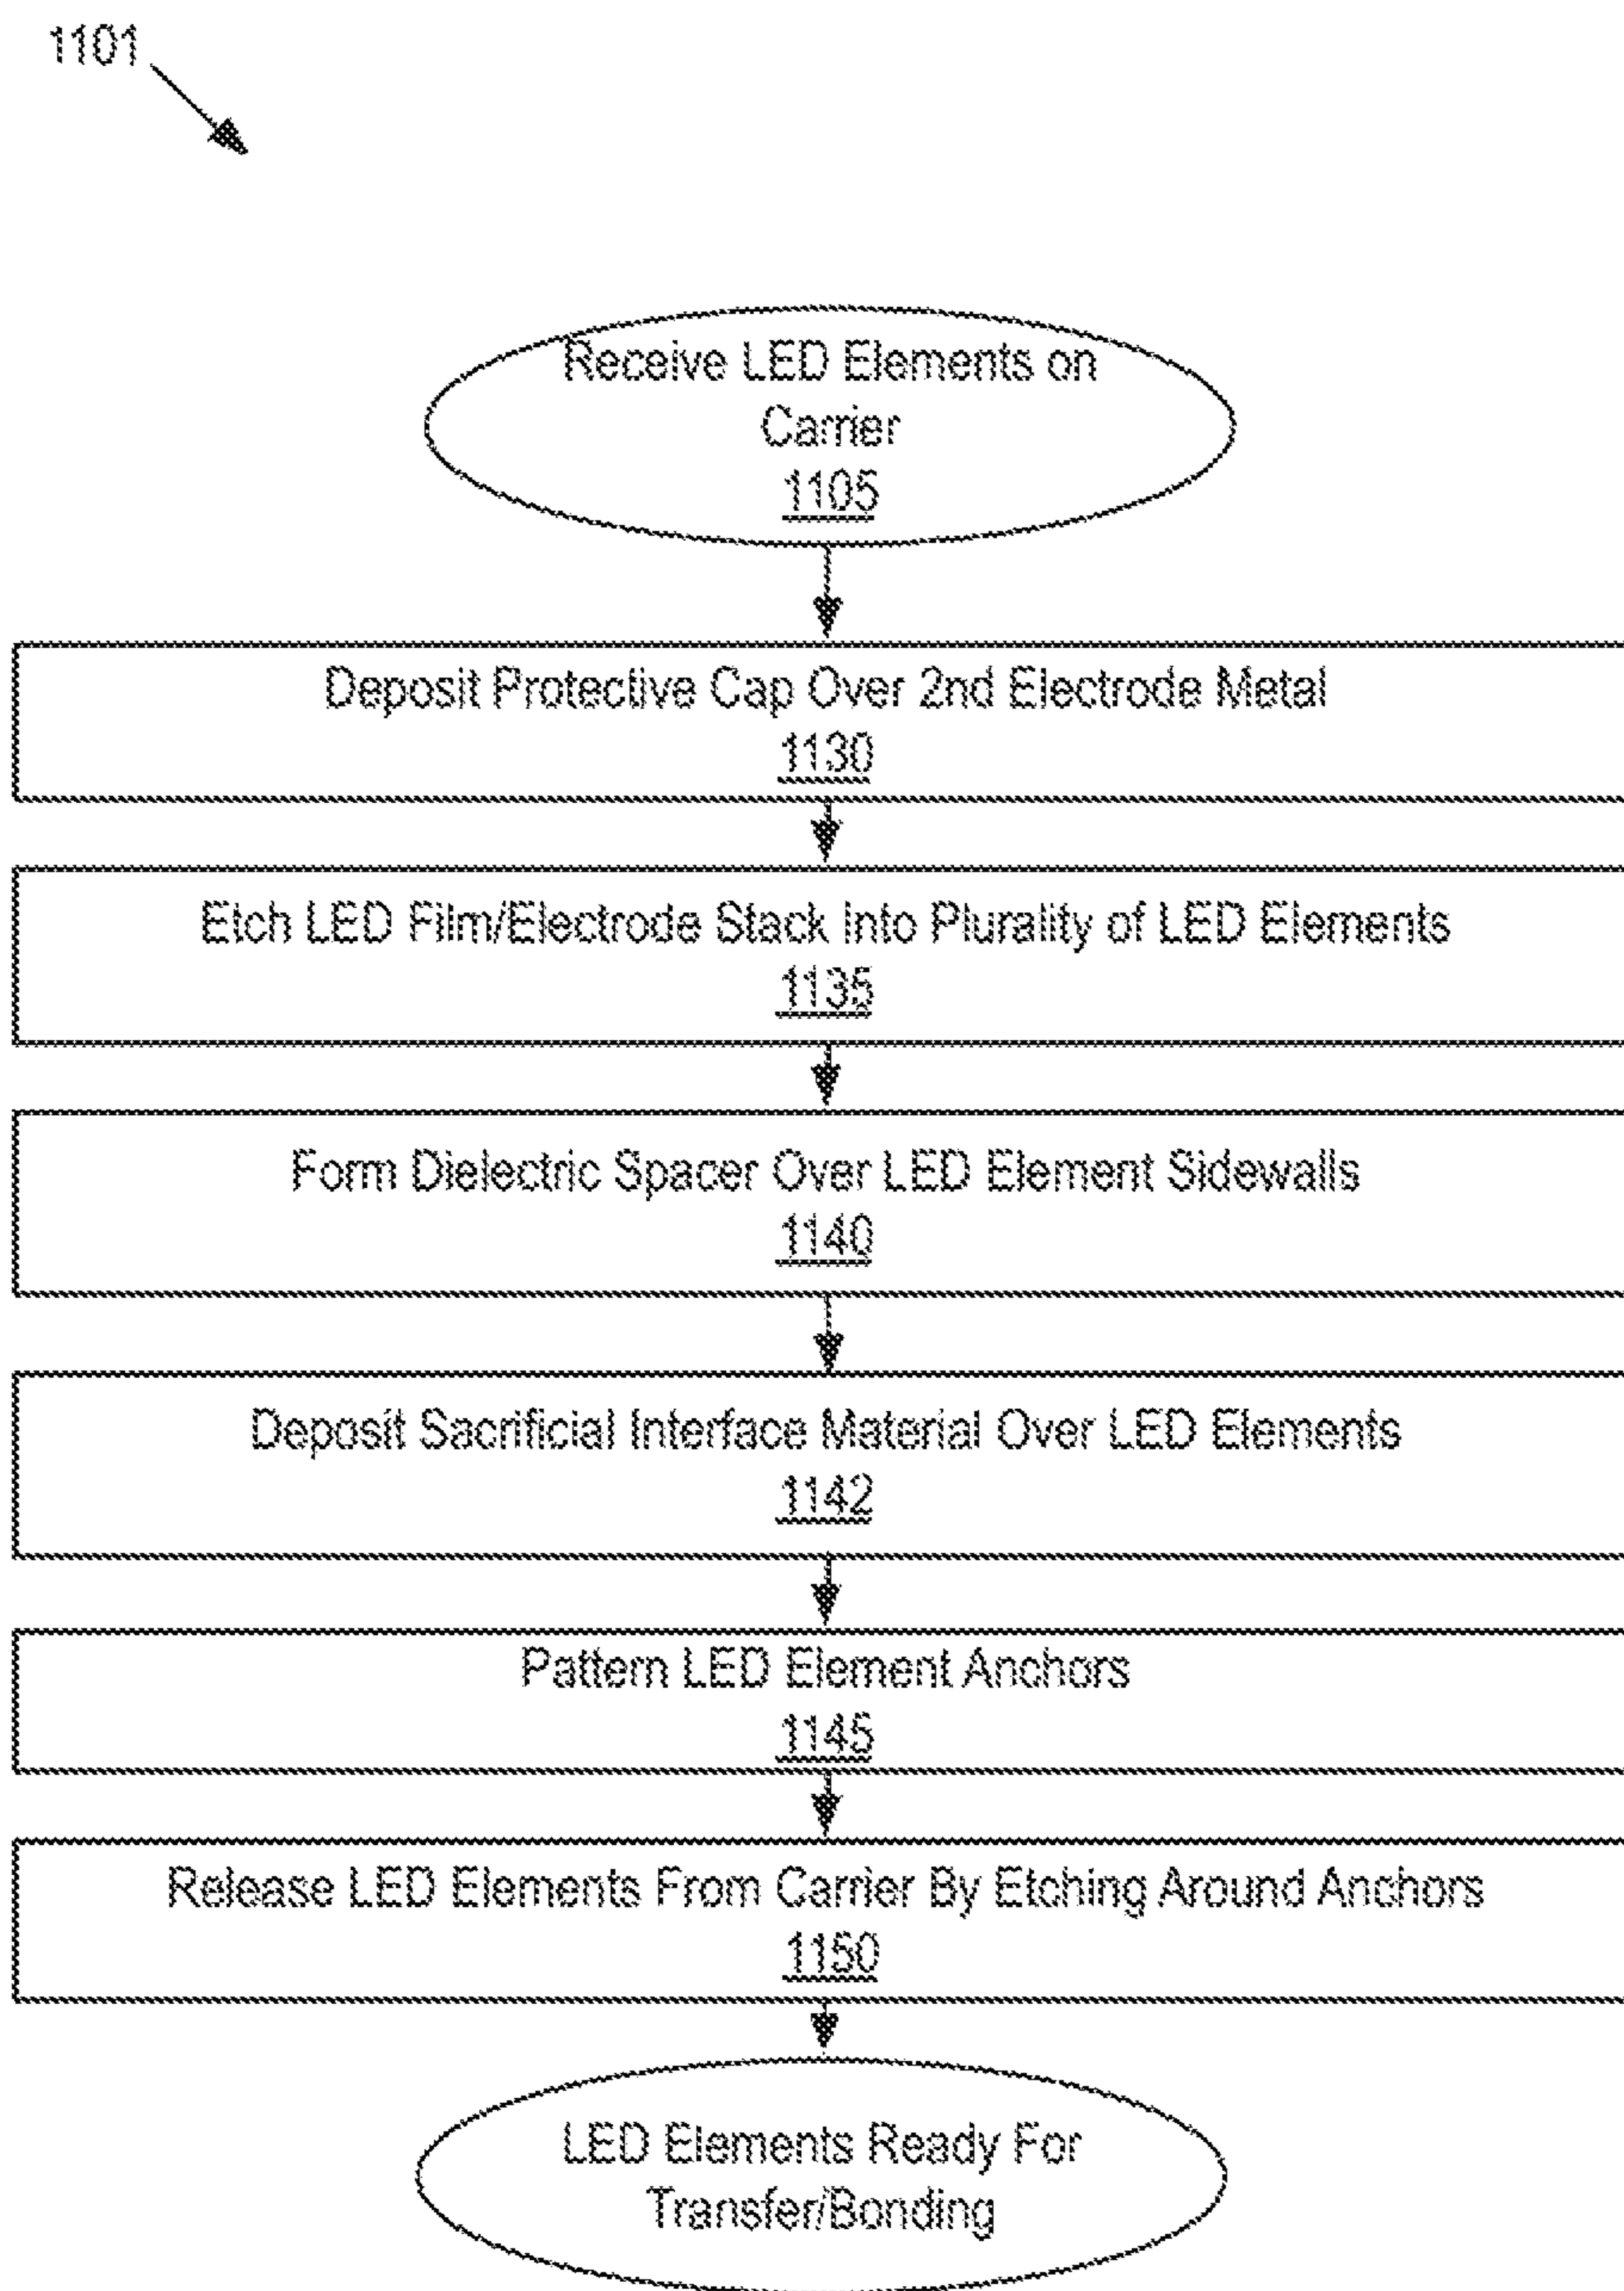 1101
Receive LED Elements on
Carrier
1105
Deposit Protective Cap Over 2nd Electrode Metal
1130
Etch LED Film/Electrode Stack Into Plurality of LED Elements
1135
Form Dielectric Spacer Over LED Element Sidewalls
1140
Deposit Sacrificial Interface Material Over LED Elements
1142
Pattern LED Element Anchors
1145
Release LED Elements From Carrier By Etching Around Anchors
1150
LED Elements Ready For
Transfer/Bonding